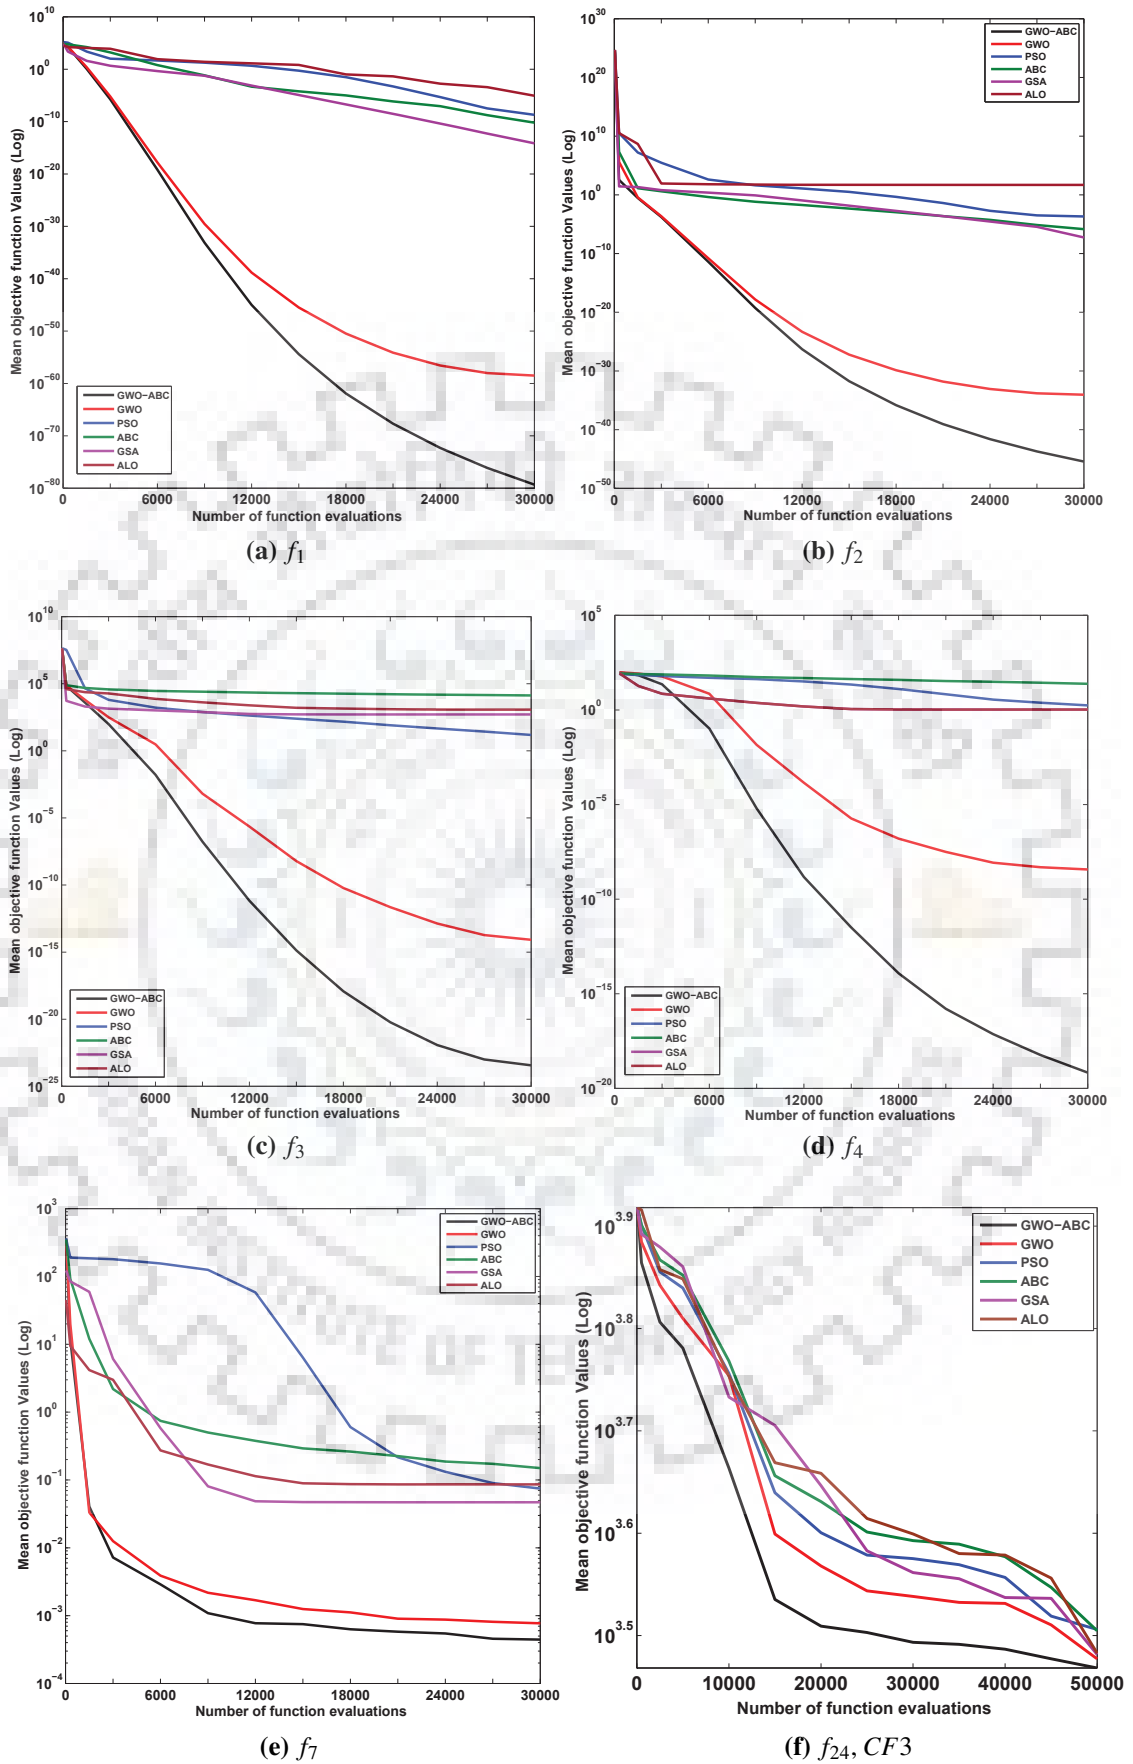 10^10
10^0
10^-10
10^-20
10^-30
10^-40
10^-50
10^-60
10^-70
10^-80
Mean objective function Values (Log)
GWO-ABC
GWO
PSO
ABC
GSA
ALO
0 6000 12000 18000 24000 30000
Number of function evaluations
(a) f1
10^30
10^20
10^10
10^0
10^-10
10^-20
10^-30
10^-40
10^-50
Mean objective function Values (Log)
GWO-ABC
GWO
PSO
ABC
GSA
ALO
0 6000 12000 18000 24000 30000
Number of function evaluations
(b) f2
10^10
10^5
10^0
10^-5
10^-10
10^-15
10^-20
10^-25
Mean objective function Values (Log)
GWO-ABC
GWO
PSO
ABC
GSA
ALO
0 6000 12000 18000 24000 30000
Number of function evaluations
(c) f3
10^5
10^0
10^-5
10^-10
10^-15
10^-20
Mean objective function Values (Log)
GWO-ABC
GWO
PSO
ABC
GSA
ALO
0 6000 12000 18000 24000 30000
Number of function evaluations
(d) f4
10^3
10^2
10^1
10^0
10^-1
10^-2
10^-3
10^-4
Mean objective function Values (Log)
GWO-ABC
GWO
PSO
ABC
GSA
ALO
0 6000 12000 18000 24000 30000
Number of function evaluations
(e) f7
10^3.9
10^3.8
10^3.7
10^3.6
10^3.5
Mean objective function Values (Log)
GWO-ABC
GWO
PSO
ABC
GSA
ALO
0 10000 20000 30000 40000 50000
Number of function evaluations
(f) f24, CF3